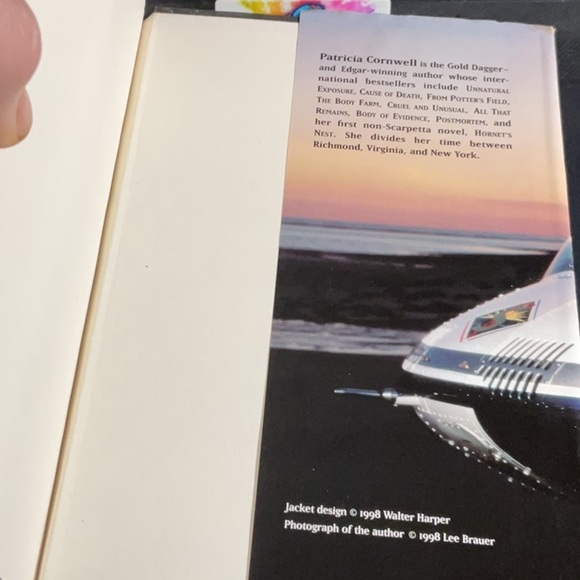 Patricia Cornwell is the Gold Dagger–
and Edgar-winning author whose inter-
national bestsellers include UNNATURAL
EXPOSURE, CAUSE OF DEATH, FROM POTTER'S FIELD,
THE BODY FARM, CRUEL AND UNUSUAL, ALL THAT
REMAINS, BODY OF EVIDENCE, POSTMORTEM, and
her first non-Scarpetta novel, HORNET'S
NEST. She divides her time between
Richmond, Virginia, and New York.
Jacket design © 1998 Walter Harper
Photograph of the author © 1998 Lee Brauer